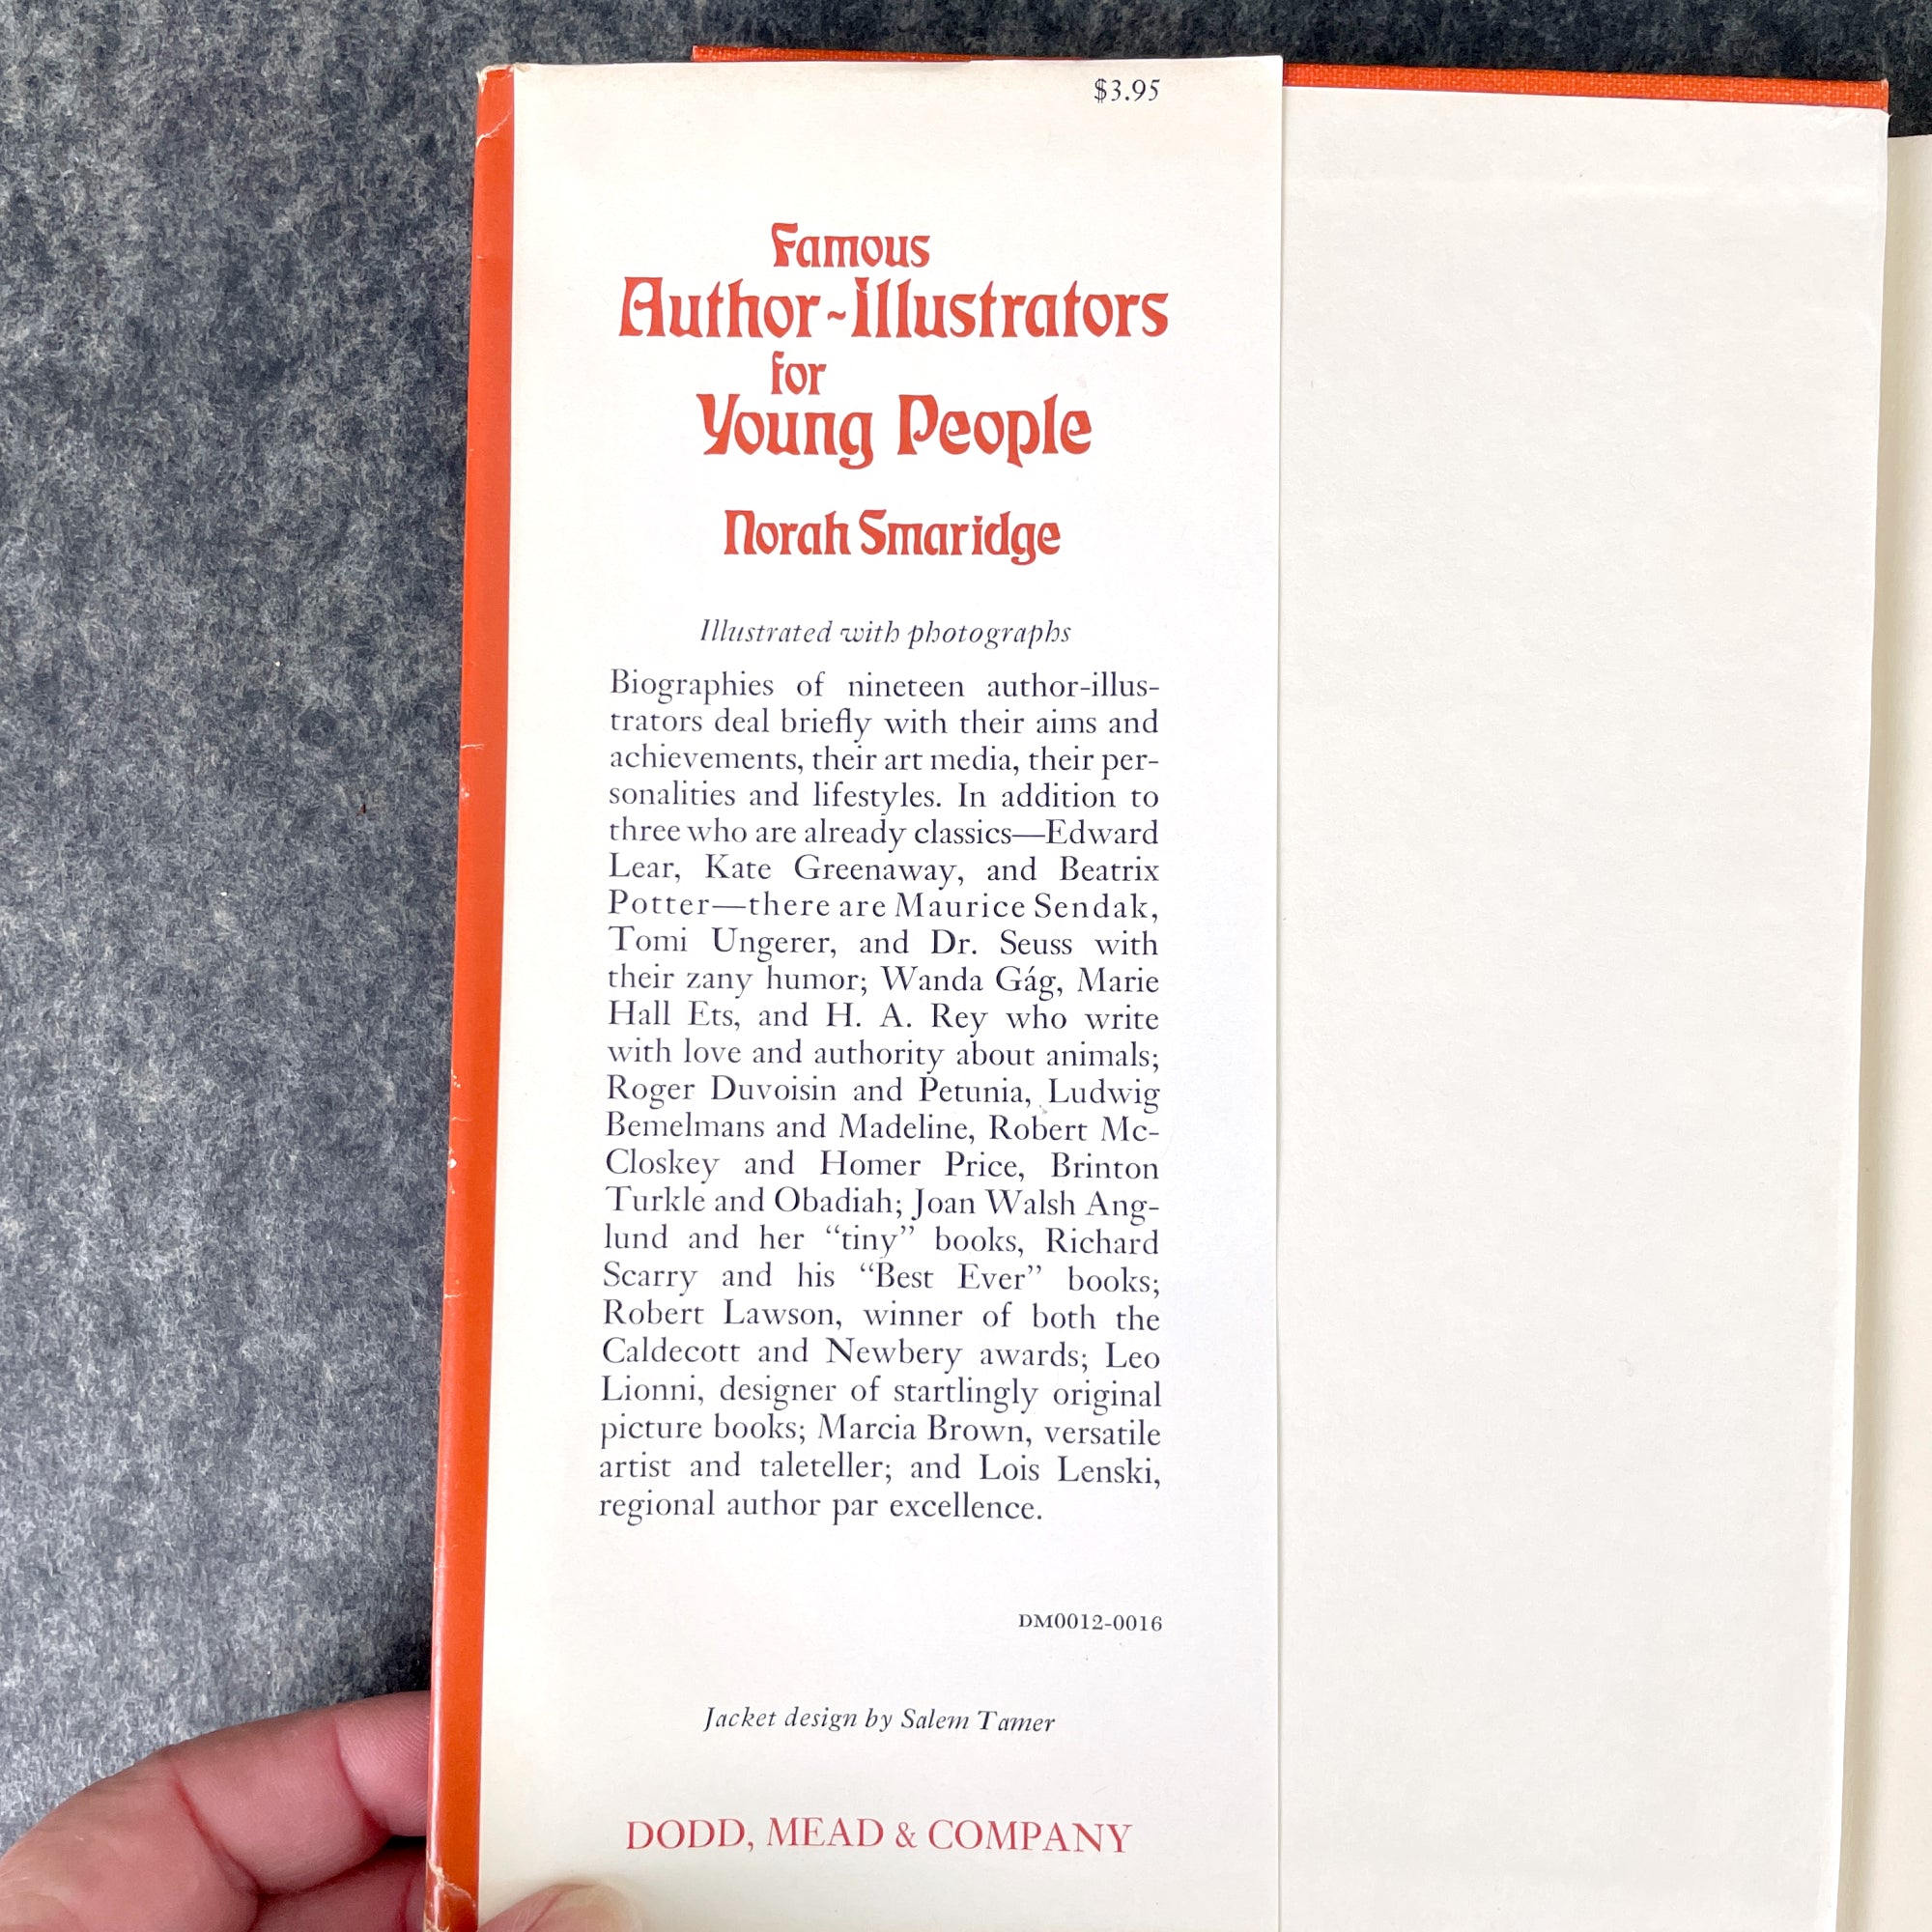 $3.95
Famous
Author~Illustrators
for
Young People
Norah Smaridge
Illustrated with photographs
Biographies of nineteen author-illus-
trators deal briefly with their aims and
achievements, their art media, their per-
sonalities and lifestyles. In addition to
three who are already classics—Edward
Lear, Kate Greenaway, and Beatrix
Potter—there are Maurice Sendak,
Tomi Ungerer, and Dr. Seuss with
their zany humor; Wanda Gág, Marie
Hall Ets, and H. A. Rey who write
with love and authority about animals;
Roger Duvoisin and Petunia, Ludwig
Bemelmans and Madeline, Robert Mc-
Closkey and Homer Price, Brinton
Turkle and Obadiah; Joan Walsh Ang-
lund and her “tiny” books, Richard
Scarry and his “Best Ever” books;
Robert Lawson, winner of both the
Caldecott and Newbery awards; Leo
Lionni, designer of startlingly original
picture books; Marcia Brown, versatile
artist and taleteller; and Lois Lenski,
regional author par excellence.
DM0012-0016
Jacket design by Salem Tamer
DODD, MEAD & COMPANY